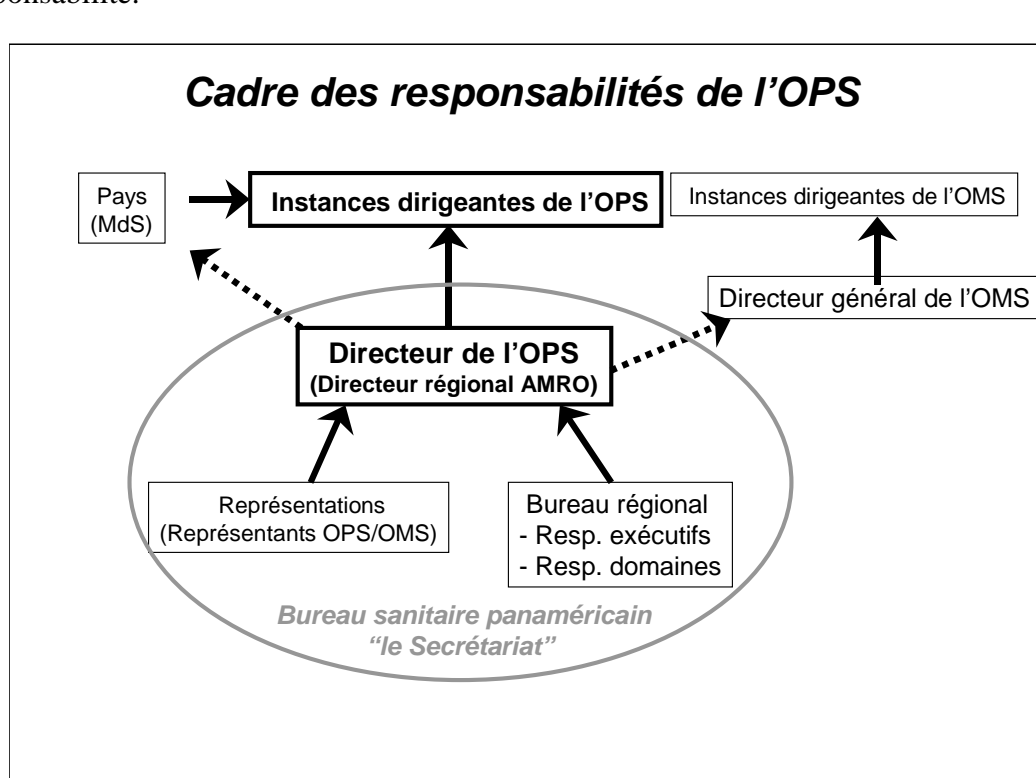 ponsabilité.
Cadre des responsabilités de l’OPS
Pays
(MdS)
Instances dirigeantes de l’OPS
Instances dirigeantes de l’OMS
Directeur général de l’OMS
Directeur de l’OPS
(Directeur régional AMRO)
Représentations
(Représentants OPS/OMS)
Bureau régional
- Resp. exécutifs
- Resp. domaines
Bureau sanitaire panaméricain
“le Secrétariat”